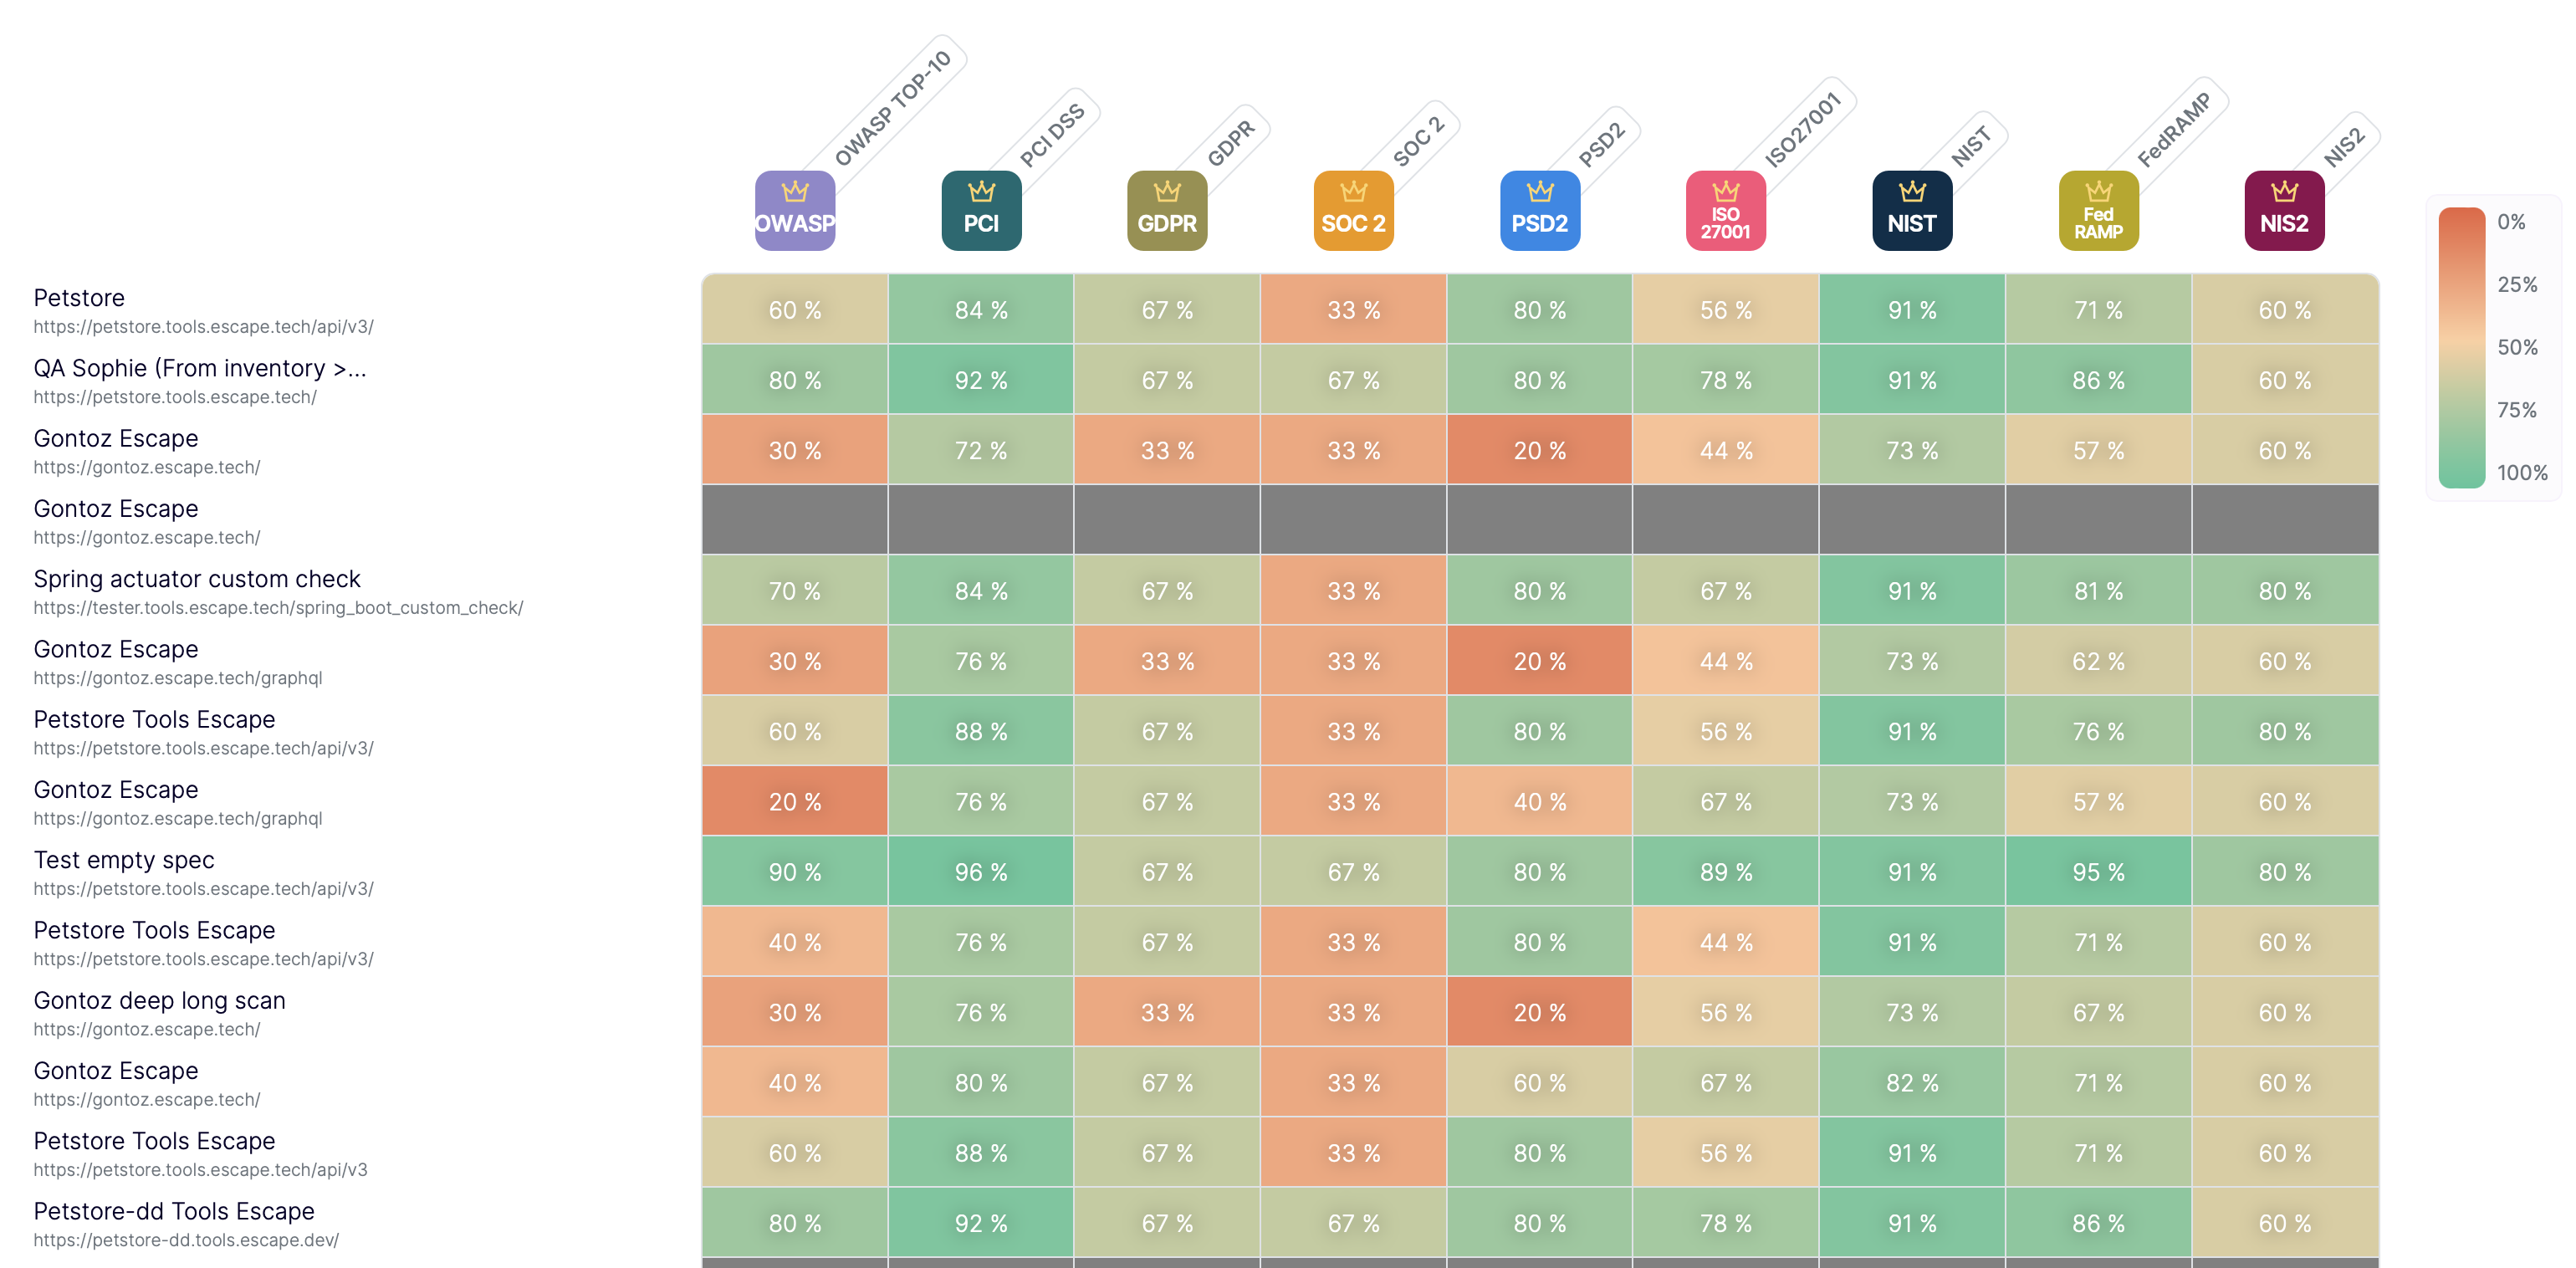 OWASP TOP-10
PCI DSS
GDPR
SOC 2
PSD2
ISO27001
NIST
FedRAMP
NIS2
OWASP
PCI
GDPR
SOC 2
PSD2
ISO
27001
NIST
Fed
RAMP
NIS2
0%
25%
50%
75%
100%
Petstore
https://petstore.tools.escape.tech/api/v3/
60 % 84 % 67 % 33 % 80 % 56 % 91 % 71 % 60 %
QA Sophie (From inventory >...
https://petstore.tools.escape.tech/
80 % 92 % 67 % 67 % 80 % 78 % 91 % 86 % 60 %
Gontoz Escape
https://gontoz.escape.tech/
30 % 72 % 33 % 33 % 20 % 44 % 73 % 57 % 60 %
Gontoz Escape
https://gontoz.escape.tech/
Spring actuator custom check
https://tester.tools.escape.tech/spring_boot_custom_check/
70 % 84 % 67 % 33 % 80 % 67 % 91 % 81 % 80 %
Gontoz Escape
https://gontoz.escape.tech/graphql
30 % 76 % 33 % 33 % 20 % 44 % 73 % 62 % 60 %
Petstore Tools Escape
https://petstore.tools.escape.tech/api/v3/
60 % 88 % 67 % 33 % 80 % 56 % 91 % 76 % 80 %
Gontoz Escape
https://gontoz.escape.tech/graphql
20 % 76 % 67 % 33 % 40 % 67 % 73 % 57 % 60 %
Test empty spec
https://petstore.tools.escape.tech/api/v3/
90 % 96 % 67 % 67 % 80 % 89 % 91 % 95 % 80 %
Petstore Tools Escape
https://petstore.tools.escape.tech/api/v3/
40 % 76 % 67 % 33 % 80 % 44 % 91 % 71 % 60 %
Gontoz deep long scan
https://gontoz.escape.tech/
30 % 76 % 33 % 33 % 20 % 56 % 73 % 67 % 60 %
Gontoz Escape
https://gontoz.escape.tech/
40 % 80 % 67 % 33 % 60 % 67 % 82 % 71 % 60 %
Petstore Tools Escape
https://petstore.tools.escape.tech/api/v3
60 % 88 % 67 % 33 % 80 % 56 % 91 % 71 % 60 %
Petstore-dd Tools Escape
https://petstore-dd.tools.escape.dev/
80 % 92 % 67 % 67 % 80 % 78 % 91 % 86 % 60 %